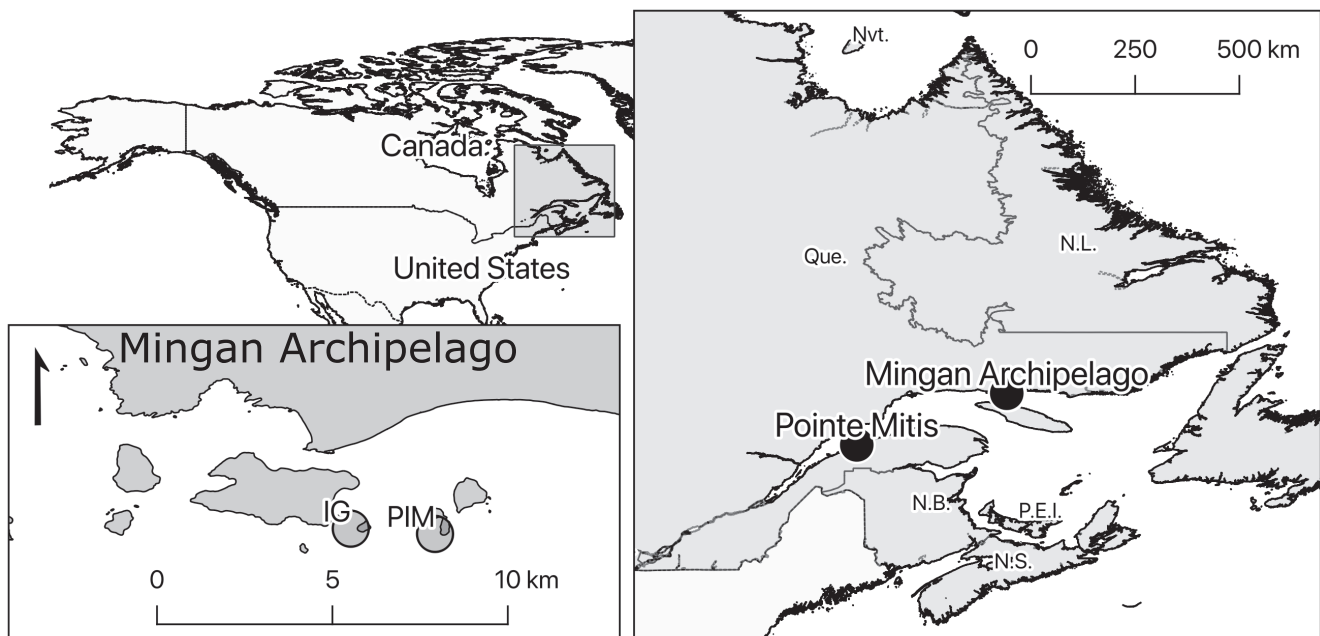 Canada
United States
Mingan Archipelago
IG
PIM
0
5
10 km
Nvt.
0
250
500 km
Que.
N.L.
Mingan Archipelago
Pointe Mitis
N.B.
P.E.I.
N.S.